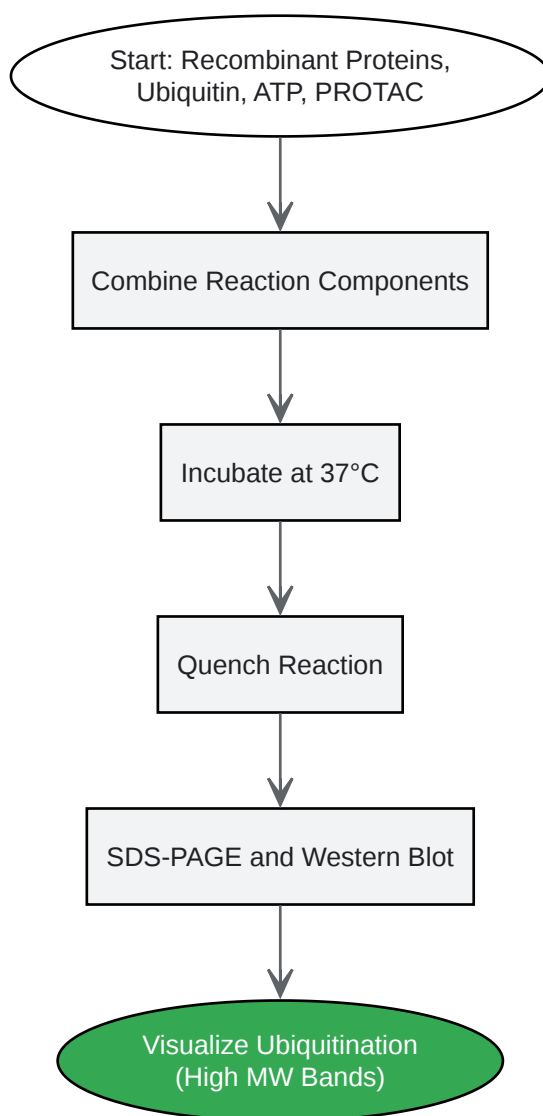 Start: Recombinant Proteins,
Ubiquitin, ATP, PROTAC
Combine Reaction Components
Incubate at 37°C
Quench Reaction
SDS-PAGE and Western Blot
Visualize Ubiquitination
(High MW Bands)